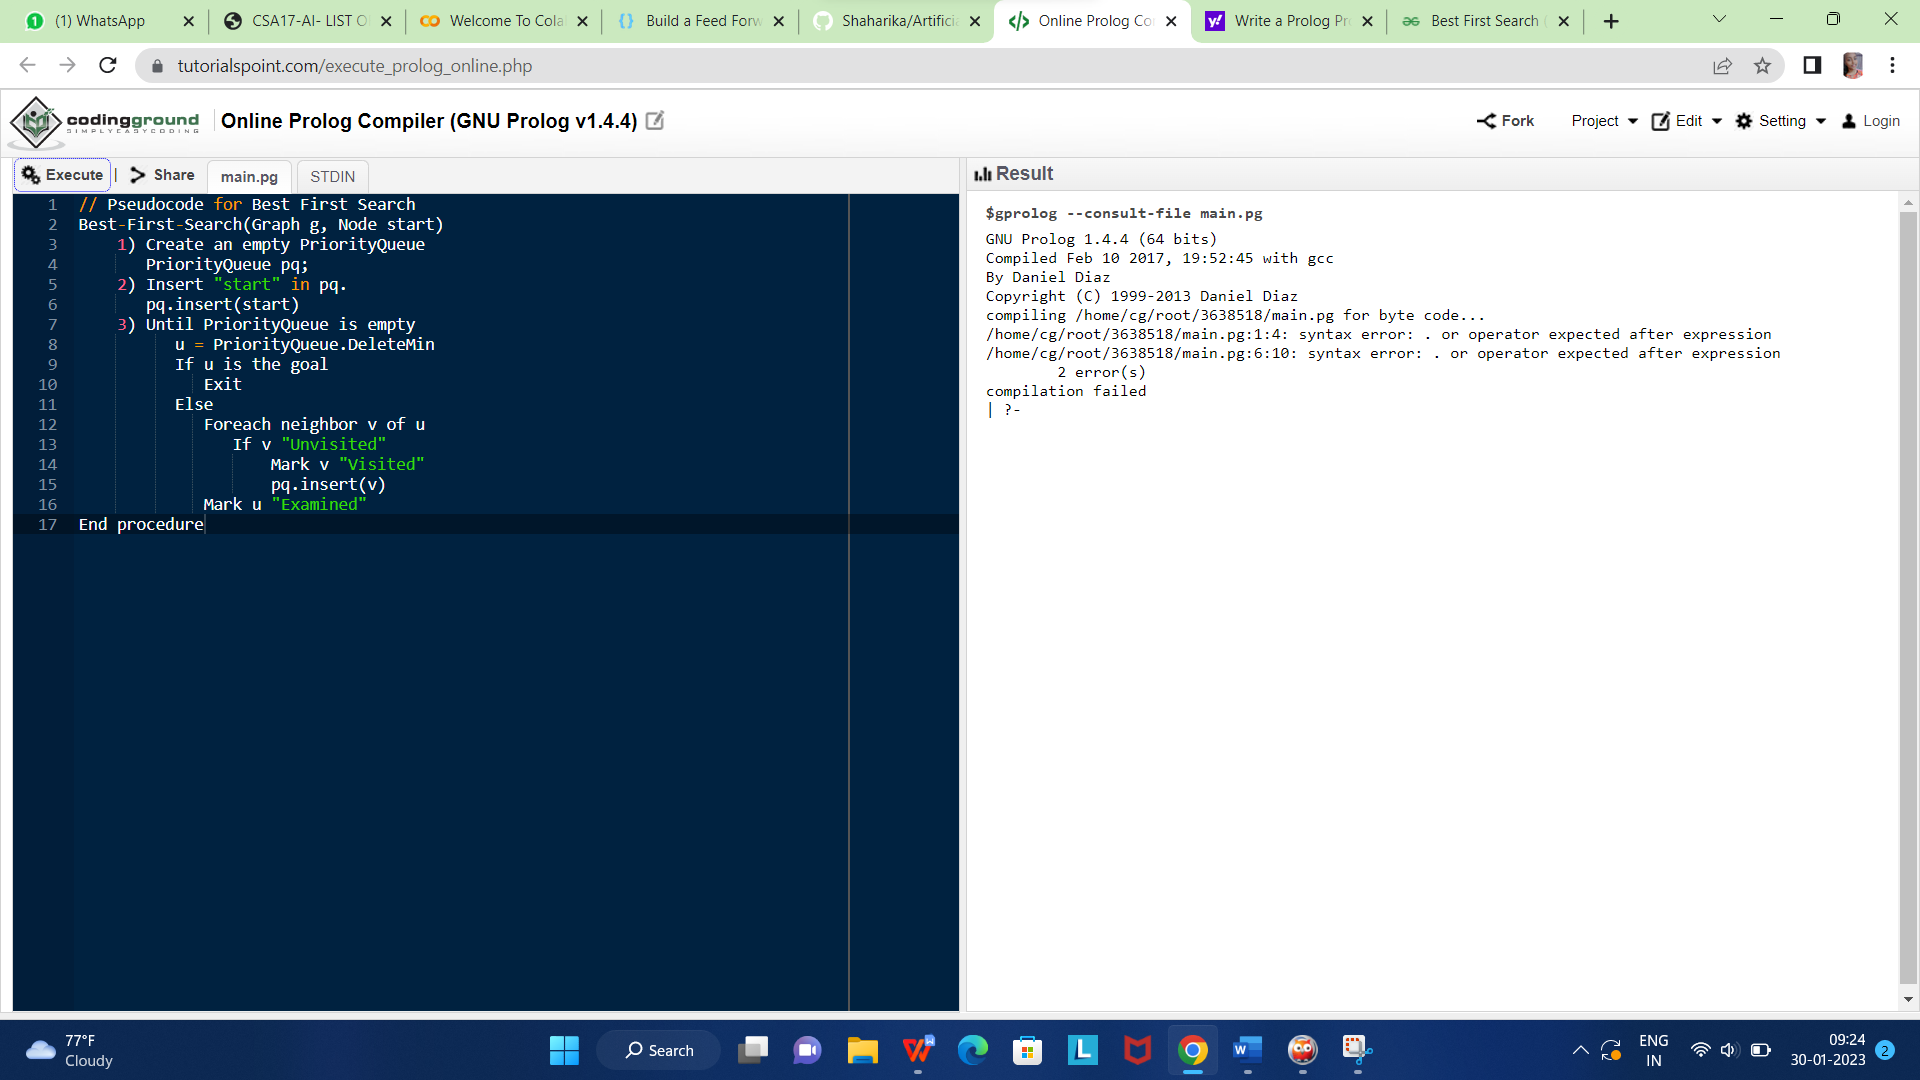 (1) WhatsApp
CSA17-AI- LIST O
Welcome To Cola
Build a Feed Forw
Shaharika/Artificia
Online Prolog Co
Write a Prolog Pr
Best First Search (
tutorialspoint.com/execute_prolog_online.php
codingground
SIMPLYEASYCODING
Online Prolog Compiler (GNU Prolog v1.4.4)
Fork
Project
Edit
Setting
Login
Execute
|
Share
main.pg
STDIN
Result
1 // Pseudocode for Best First Search
2 Best-First-Search(Graph g, Node start)
3 1) Create an empty PriorityQueue
4 PriorityQueue pq;
5 2) Insert "start" in pq.
6 pq.insert(start)
7 3) Until PriorityQueue is empty
8 u = PriorityQueue.DeleteMin
9 If u is the goal
10 Exit
11 Else
12 Foreach neighbor v of u
13 If v "Unvisited"
14 Mark v "Visited"
15 pq.insert(v)
16 Mark u "Examined"
17 End procedure
$gprolog --consult-file main.pg
GNU Prolog 1.4.4 (64 bits)
Compiled Feb 10 2017, 19:52:45 with gcc
By Daniel Diaz
Copyright (C) 1999-2013 Daniel Diaz
compiling /home/cg/root/3638518/main.pg for byte code...
/home/cg/root/3638518/main.pg:1:4: syntax error: . or operator expected after expression
/home/cg/root/3638518/main.pg:6:10: syntax error: . or operator expected after expression
2 error(s)
compilation failed
| ?-
77°F
Cloudy
Search
ENG
IN
09:24
30-01-2023
2